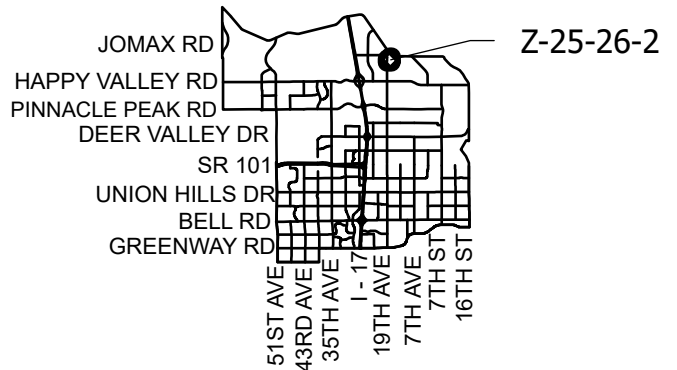 JOMAX RD
Z-25-26-2
HAPPY VALLEY RD
PINNACLE PEAK RD
DEER VALLEY DR
SR 101
UNION HILLS DR
BELL RD
GREENWAY RD
51ST AVE
43RD AVE
35TH AVE
I - 17
19TH AVE
7TH AVE
7TH ST
16TH ST